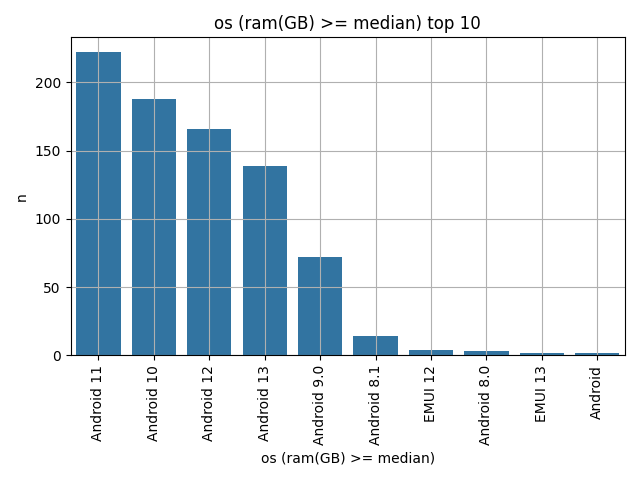 os (ram(GB) >= median) top 10
n
200
150
100
50
0
Android 11
Android 10
Android 12
Android 13
Android 9.0
Android 8.1
EMUI 12
Android 8.0
EMUI 13
Android
os (ram(GB) >= median)